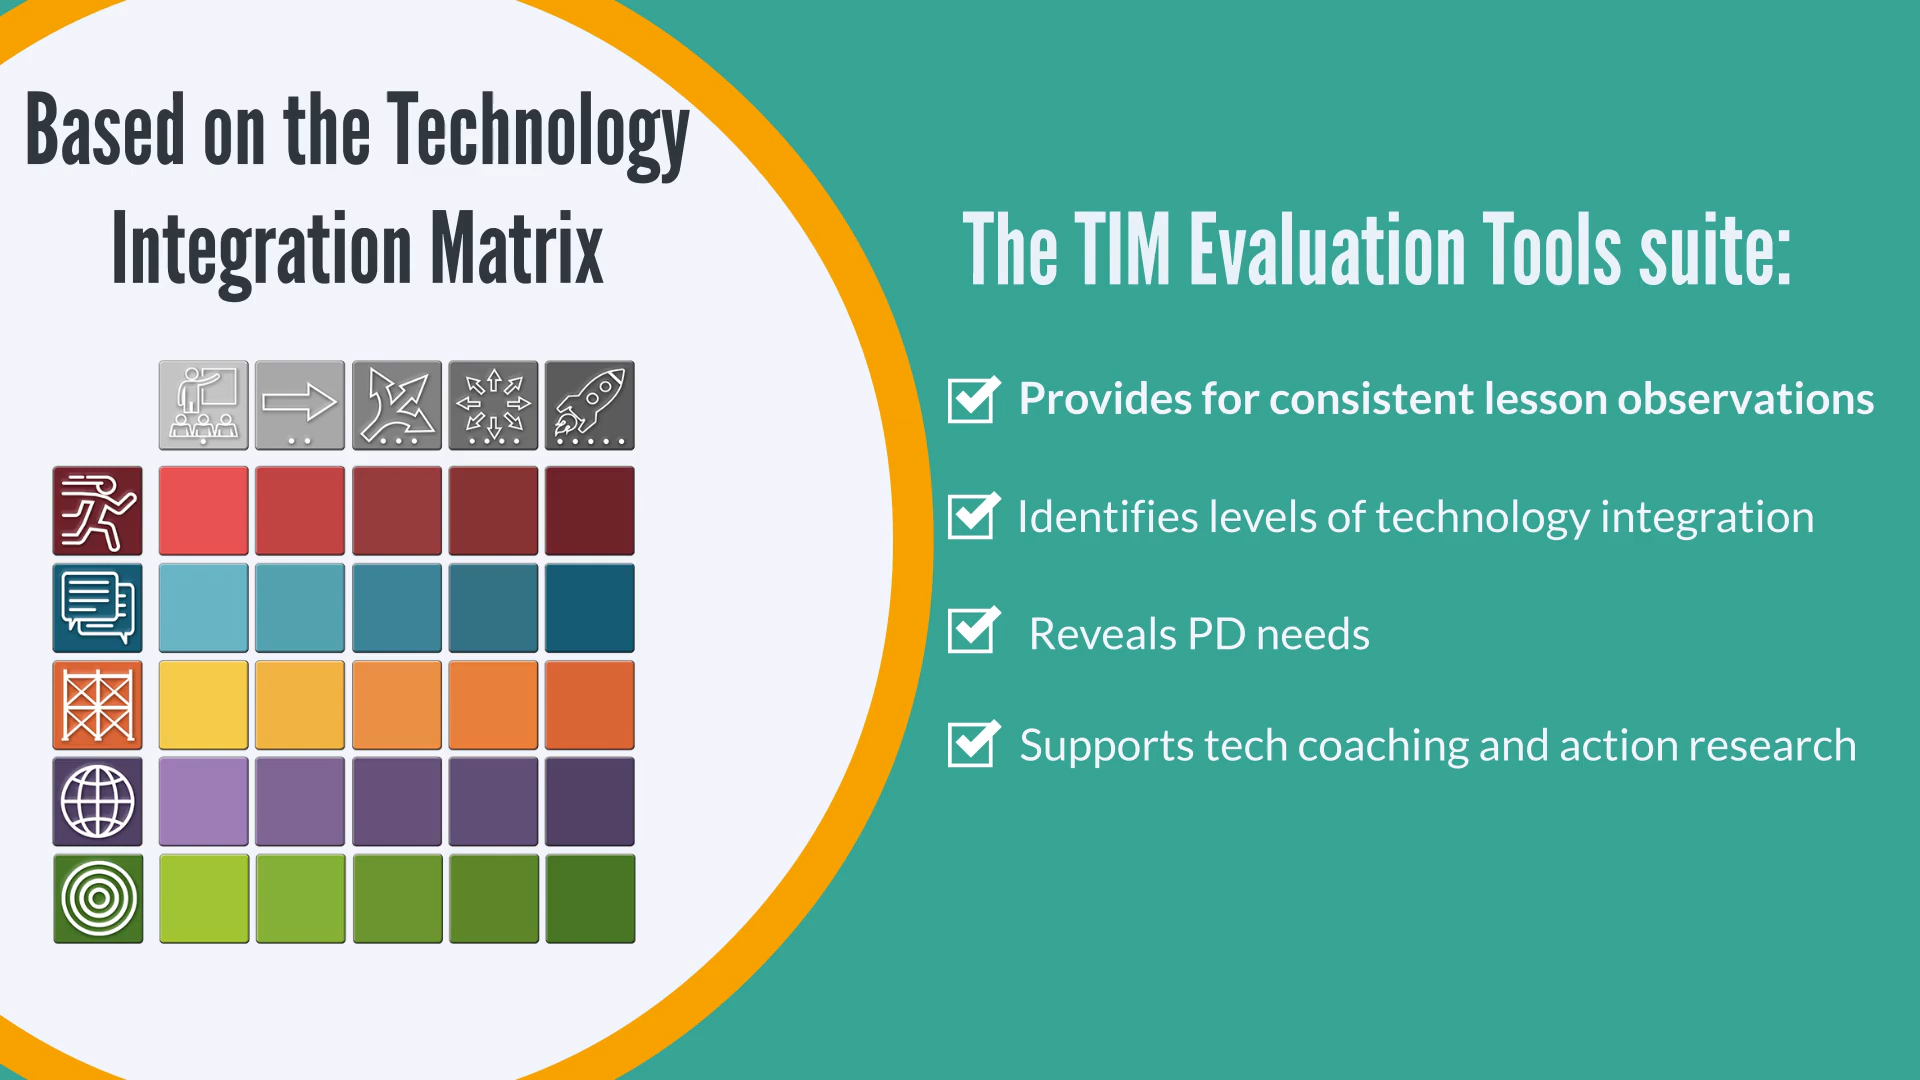 Based on the Technology
Integration Matrix
The TIM Evaluation Tools suite:
Provides for consistent lesson observations
Identifies levels of technology integration
Reveals PD needs
Supports tech coaching and action research